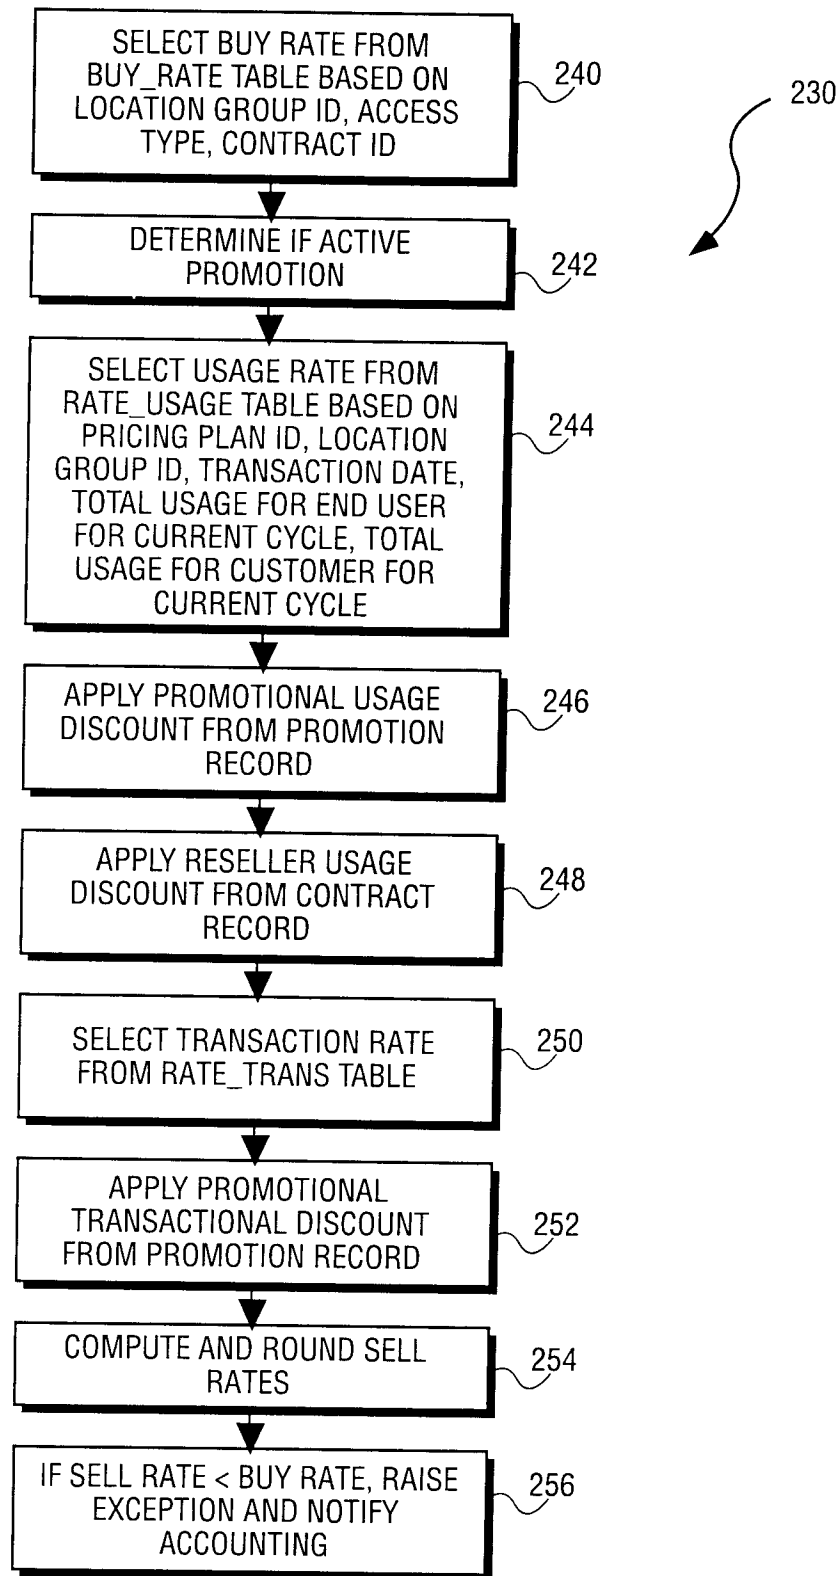 SELECT BUY RATE FROM
BUY_RATE TABLE BASED ON
LOCATION GROUP ID, ACCESS
TYPE, CONTRACT ID
240
230
DETERMINE IF ACTIVE
PROMOTION
242
SELECT USAGE RATE FROM
RATE_USAGE TABLE BASED ON
PRICING PLAN ID, LOCATION
GROUP ID, TRANSACTION DATE,
TOTAL USAGE FOR END USER
FOR CURRENT CYCLE, TOTAL
USAGE FOR CUSTOMER FOR
CURRENT CYCLE
244
APPLY PROMOTIONAL USAGE
DISCOUNT FROM PROMOTION
RECORD
246
APPLY RESELLER USAGE
DISCOUNT FROM CONTRACT
RECORD
248
SELECT TRANSACTION RATE
FROM RATE_TRANS TABLE
250
APPLY PROMOTIONAL
TRANSACTIONAL DISCOUNT
FROM PROMOTION RECORD
252
COMPUTE AND ROUND SELL
RATES
254
IF SELL RATE < BUY RATE, RAISE
EXCEPTION AND NOTIFY
ACCOUNTING
256